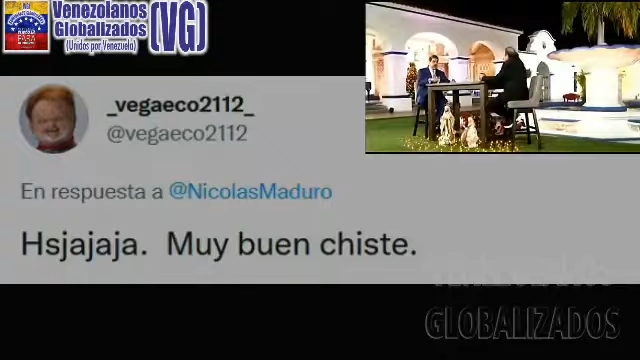 Venezolanos
Globalizados
(Unidos por Venezuela)
(VG)
_vegaeco2112_
@vegaeco2112
En respuesta a @NicolasMaduro
Hsjajaja. Muy buen chiste.
GLOBALIZADOS